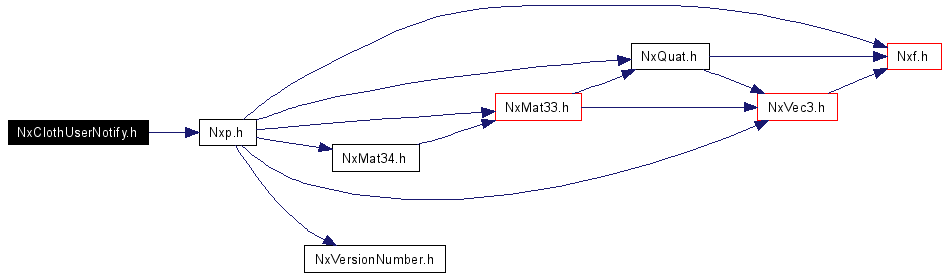 NxClothUserNotify.h
Nxp.h
NxMat34.h
NxMat33.h
NxQuat.h
NxVec3.h
Nxf.h
NxVersionNumber.h